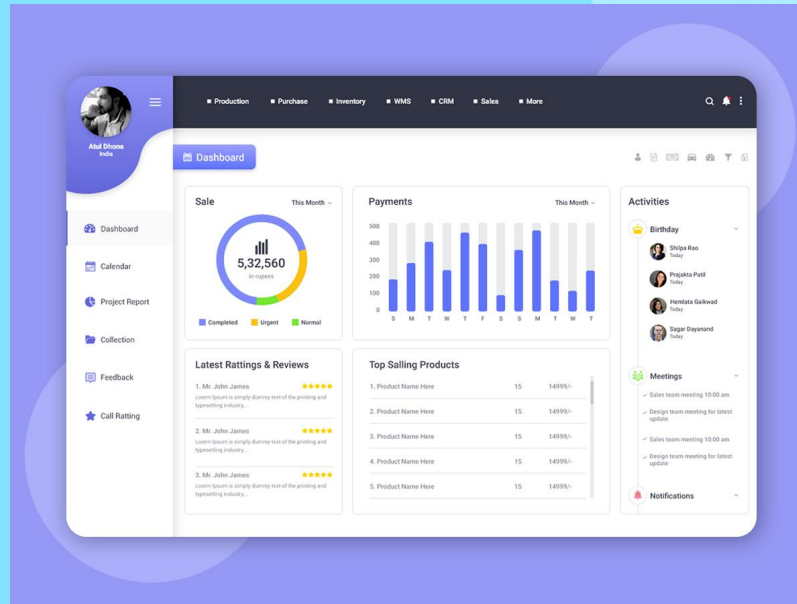 Atul Dhone
India
Production
Purchase
Inventory
WMS
CRM
Sales
More
Dashboard
Dashboard
Calendar
Project Report
Collection
Feedback
Call Ratting
Sale
This Month
5,32,560
in rupees
Completed
Urgent
Normal
Payments
This Month
500
400
300
200
100
0
S M T W T F S S M T W T
Latest Rattings & Reviews
1. Mr. John James
Lorem Ipsum is simply dummy text of the printing and
typesetting industry...
2. Mr. John James
Lorem Ipsum is simply dummy text of the printing and
typesetting industry...
3. Mr. John James
Lorem Ipsum is simply dummy text of the printing and
typesetting industry...
Top Salling Products
1. Product Name Here 15 14999/-
2. Product Name Here 15 14999/-
3. Product Name Here 15 14999/-
4. Product Name Here 15 14999/-
5. Product Name Here 15 14999/-
Activities
Birthday
Shilpa Rao
Today
Prajakta Patil
Today
Hemlata Gaikwad
Today
Sagar Dayanand
Today
Meetings
Sales team meeting 10:00 am
Design team meeting for latest
update
Sales team meeting 10:00 am
Design team meeting for latest
update
Notifications